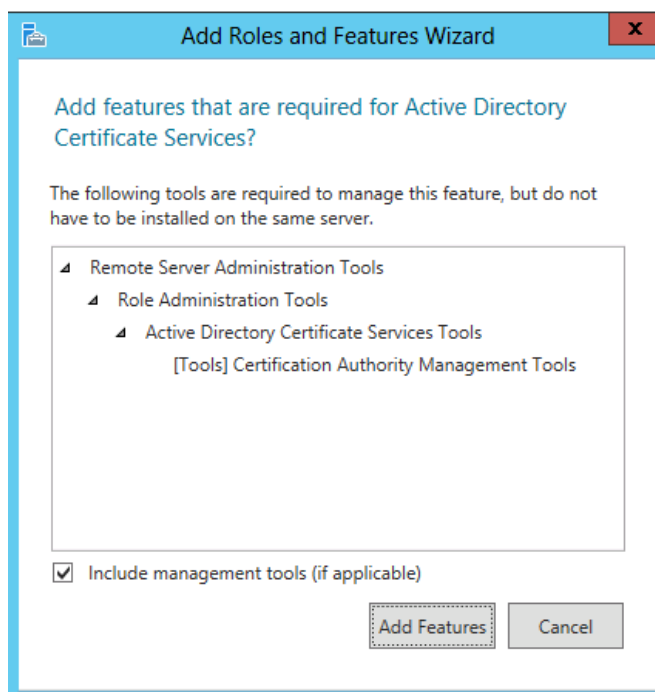 Add Roles and Features Wizard
x
Add features that are required for Active Directory
Certificate Services?
The following tools are required to manage this feature, but do not
have to be installed on the same server.
Remote Server Administration Tools
Role Administration Tools
Active Directory Certificate Services Tools
[Tools] Certification Authority Management Tools
Include management tools (if applicable)
Add Features
Cancel